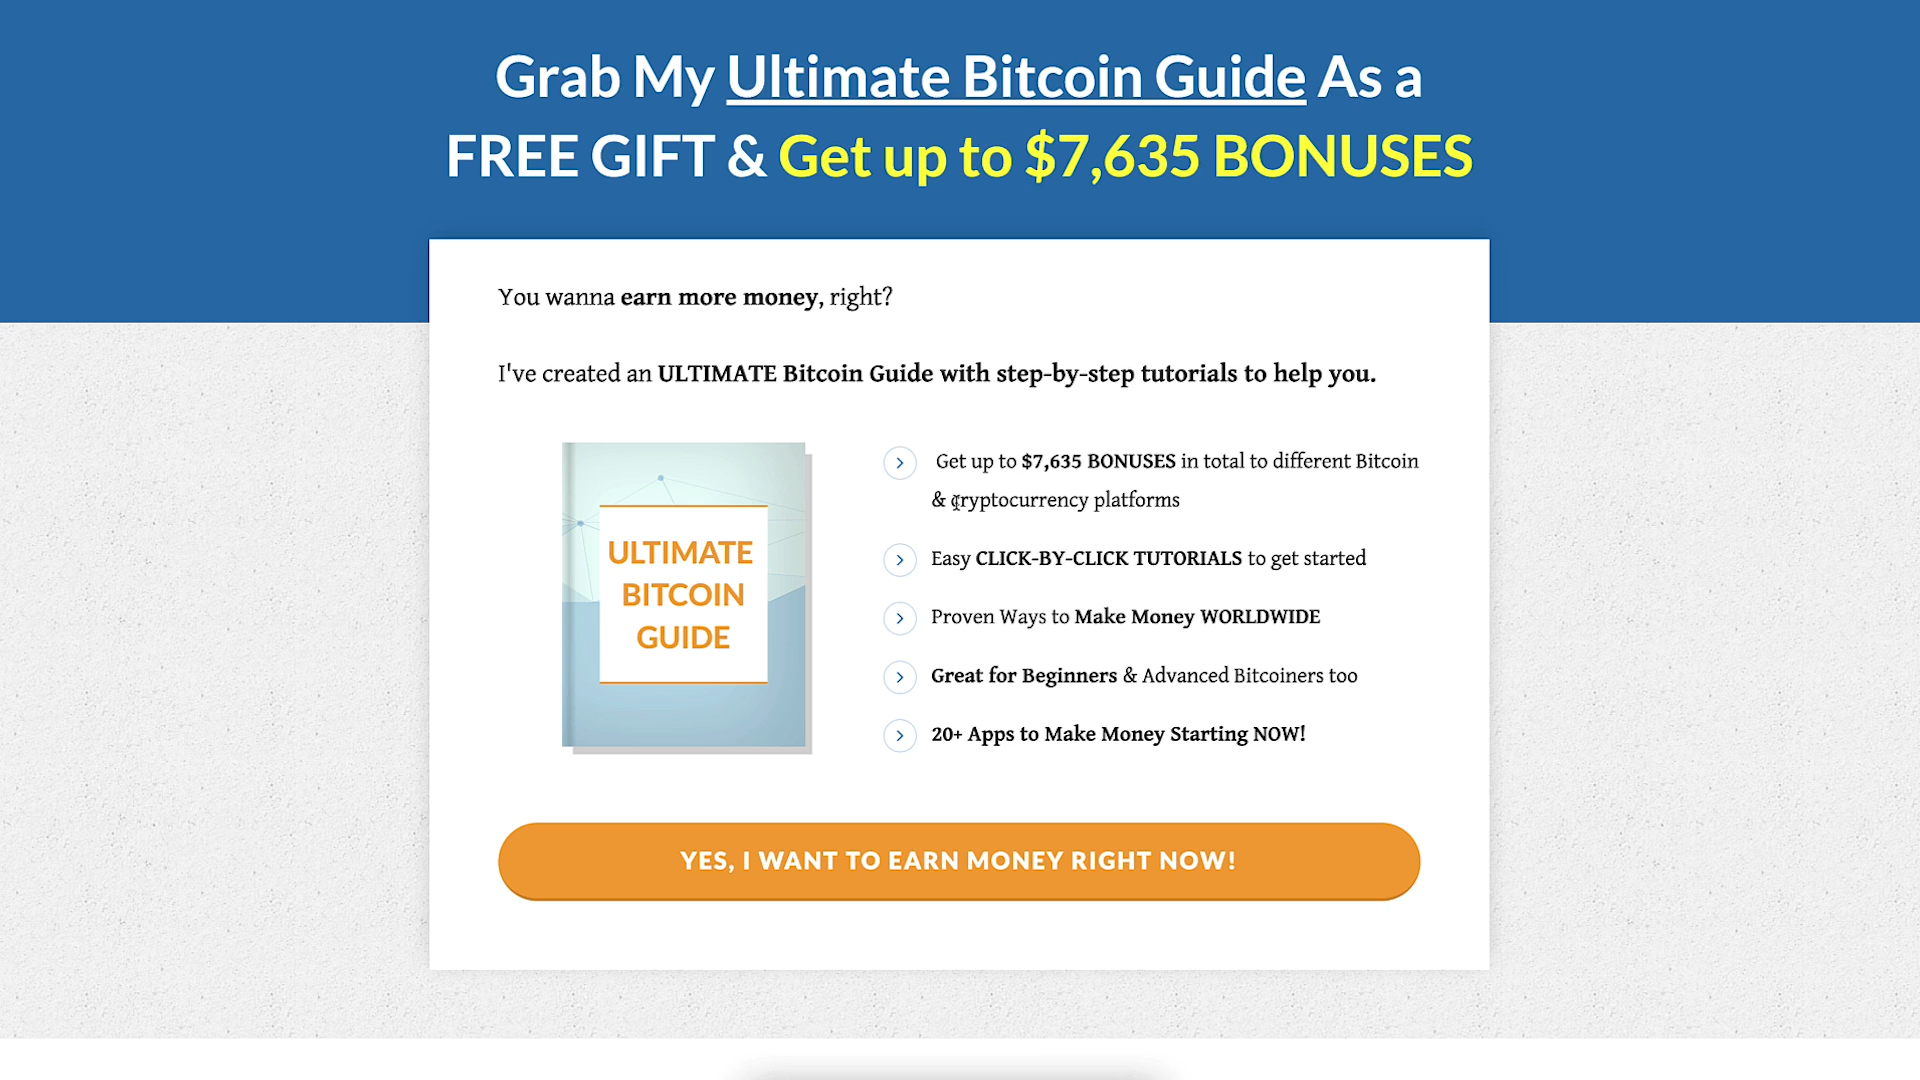 Grab My Ultimate Bitcoin Guide As a
FREE GIFT & Get up to $7,635 BONUSES
You wanna earn more money, right?
I've created an ULTIMATE Bitcoin Guide with step-by-step tutorials to help you.
ULTIMATE
BITCOIN
GUIDE
Get up to $7,635 BONUSES in total to different Bitcoin
& cryptocurrency platforms
Easy CLICK-BY-CLICK TUTORIALS to get started
Proven Ways to Make Money WORLDWIDE
Great for Beginners & Advanced Bitcoiners too
20+ Apps to Make Money Starting NOW!
YES, I WANT TO EARN MONEY RIGHT NOW!